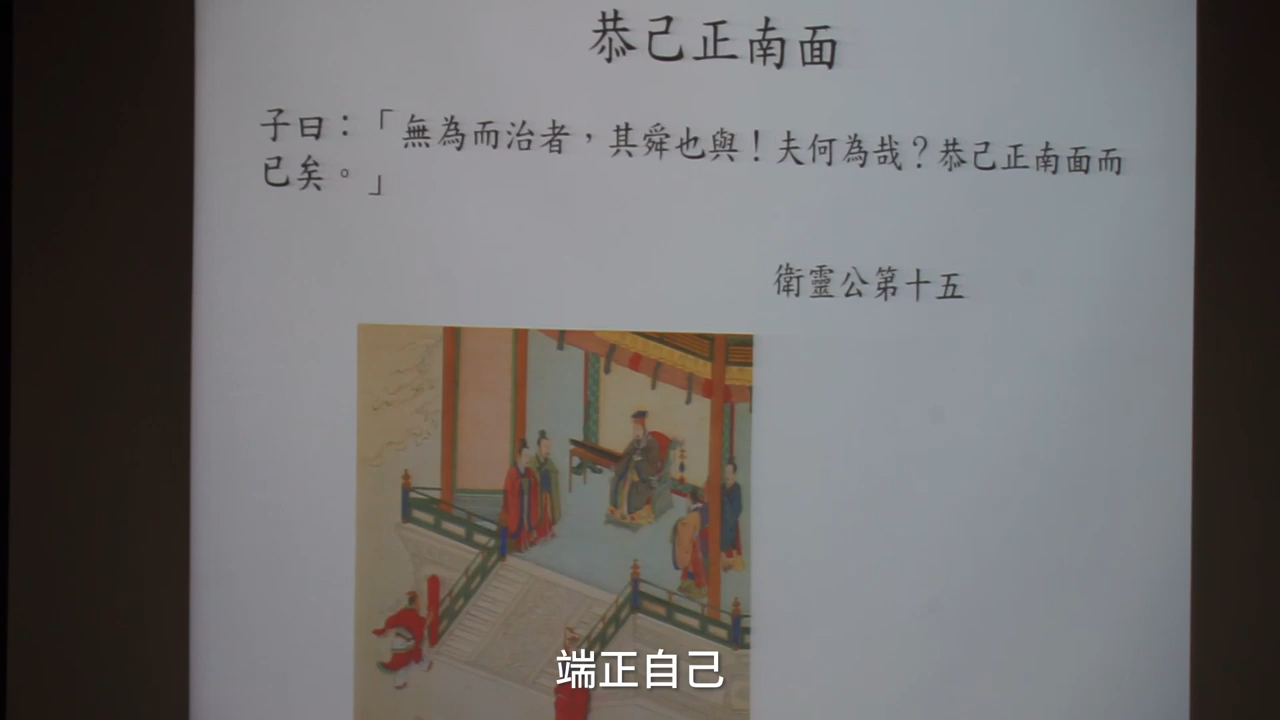 恭己正南面
子曰：「無為而治者，其舜也與！夫何為哉？恭己正南面而
已矣。」
衛靈公第十五
端正自己